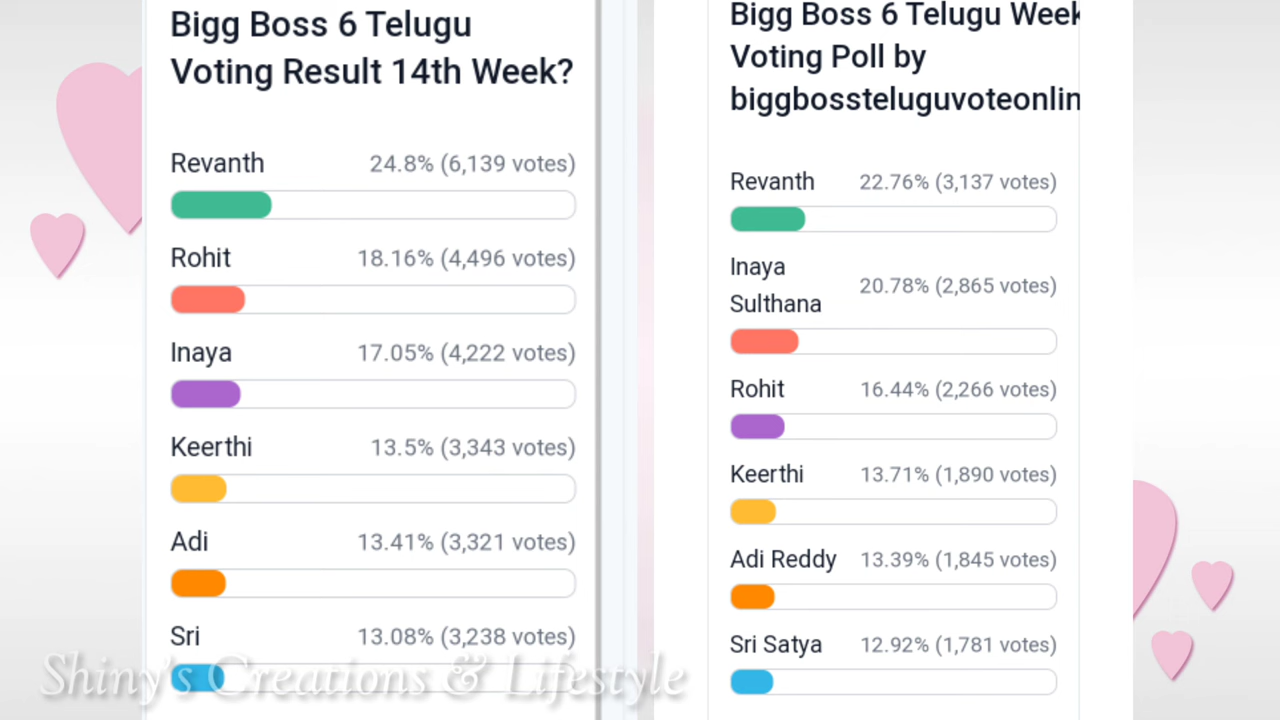 Bigg Boss 6 Telugu
Voting Result 14th Week?
Revanth 24.8% (6,139 votes)
Rohit 18.16% (4,496 votes)
Inaya 17.05% (4,222 votes)
Keerthi 13.5% (3,343 votes)
Adi 13.41% (3,321 votes)
Sri 13.08% (3,238 votes)
Bigg Boss 6 Telugu Week
Voting Poll by
biggbossteluguvoteonlin
Revanth 22.76% (3,137 votes)
Inaya
Sulthana 20.78% (2,865 votes)
Rohit 16.44% (2,266 votes)
Keerthi 13.71% (1,890 votes)
Adi Reddy 13.39% (1,845 votes)
Sri Satya 12.92% (1,781 votes)
Shiny's Creations & Lifestyle